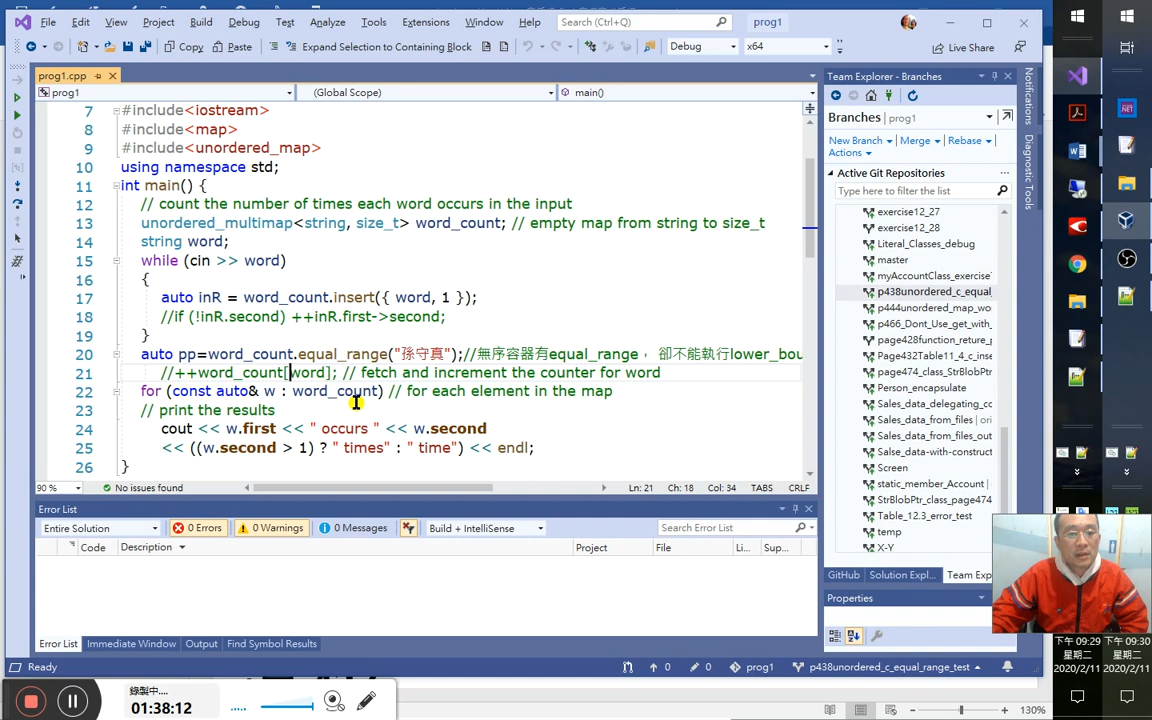 File Edit View Project Build Debug Test Analyze Tools Extensions Window Help Search (Ctrl+Q) prog1
Copy Paste Expand Selection to Containing Block Debug x64 Live Share
prog1.cpp
prog1 (Global Scope) main()
7 #include<iostream>
8 #include<map>
9 #include<unordered_map>
10 using namespace std;
11 int main() {
12 // count the number of times each word occurs in the input
13 unordered_multimap<string, size_t> word_count; // empty map from string to size_t
14 string word;
15 while (cin >> word)
16 {
17 auto inR = word_count.insert({ word, 1 });
18 //if (!inR.second) ++inR.first->second;
19 }
20 auto pp=word_count.equal_range("孫守真");//無序容器有equal_range， 卻不能執行lower_bou
21 //++word_count[word]; // fetch and increment the counter for word
22 for (const auto& w : word_count) // for each element in the map
23 // print the results
24 cout << w.first << " occurs " << w.second
25 << ((w.second > 1) ? " times" : " time") << endl;
26 }
90 % No issues found Ln: 21 Ch: 18 Col: 34 TABS CRLF
Error List
Entire Solution 0 Errors 0 Warnings 0 Messages Build + IntelliSense Search Error List
Code Description Project File Li... Sup...
Error List Immediate Window Output Find Symbol Results
Ready 0 0 prog1 p438unordered_c_equal_range_test
Team Explorer - Branches
Branches prog1
New Branch Merge Rebase
Actions
Active Git Repositories
Type here to filter the list
exercise12_27
exercise12_28
Literal_Classes_debug
master
myAccountClass_exercise
p438unordered_c_equal_
p444unordered_map_wo
p466_Dont_Use_get_with_
page428function_reture_p
Page432Table11_4_c_inse
page474_class_StrBlobPtr
Person_encapsulate
Sales_data_delegating_co
Sales_data_from_files
Sales_data_from_files_out
Salse_data-with-construct
Screen
static_member_Account
StrBlobPtr_class_page474
Table_12.3_error_test
temp
X-Y
GitHub Solution Expl... Team Exp
Properties
Notifications
Diagnostic Tools
.NET
錄製中....
01:38:12
130%
下午 09:29
星期二
2020/2/11
下午 09:30
星期二
2020/2/11